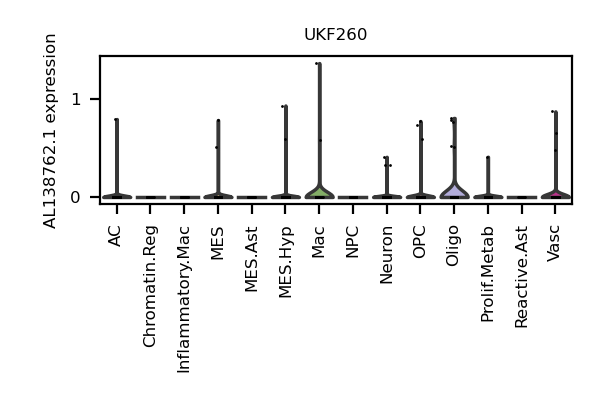 UKF260
AL138762.1 expression
1
0
AC
Chromatin.Reg
Inflammatory.Mac
MES
MES.Ast
MES.Hyp
Mac
NPC
Neuron
OPC
Oligo
Prolif.Metab
Reactive.Ast
Vasc